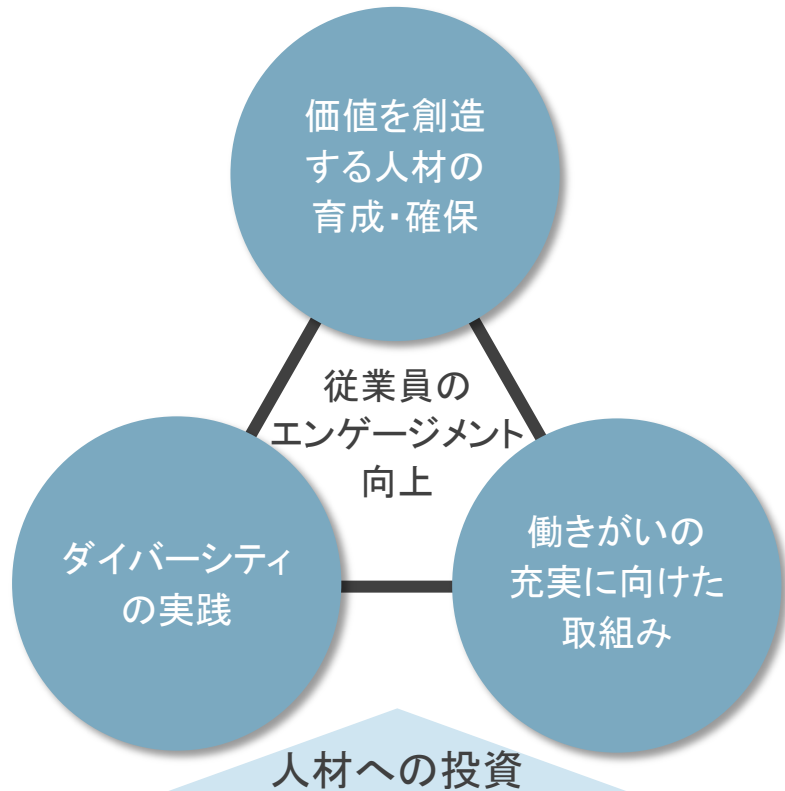 価値を創造
する人材の
育成・確保
従業員の
エンゲージメント
向上
ダイバーシティ
の実践
働きがいの
充実に向けた
取組み
人材への投資